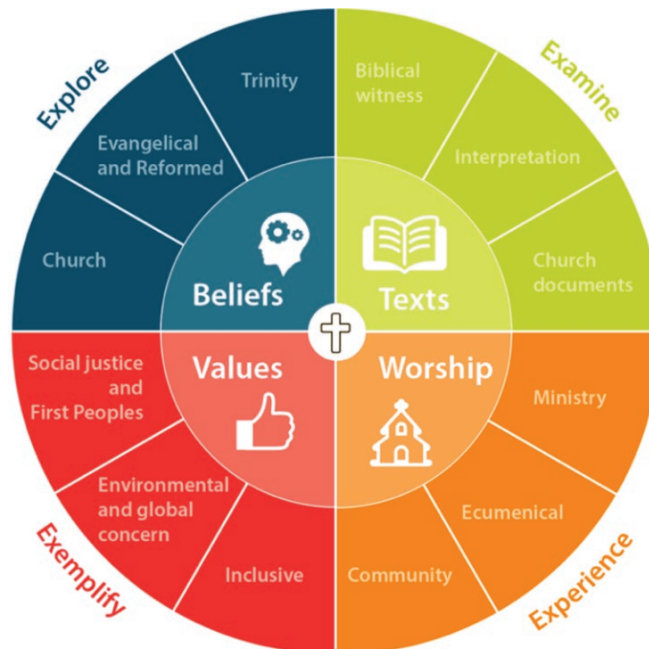 Explore
Trinity
Evangelical
and Reformed
Church
Beliefs
Examine
Biblical
witness
Interpretation
Church
documents
Texts
Values
Social justice
and
First Peoples
Environmental
and global
concern
Inclusive
Exemplify
Worship
Ministry
Ecumenical
Community
Experience